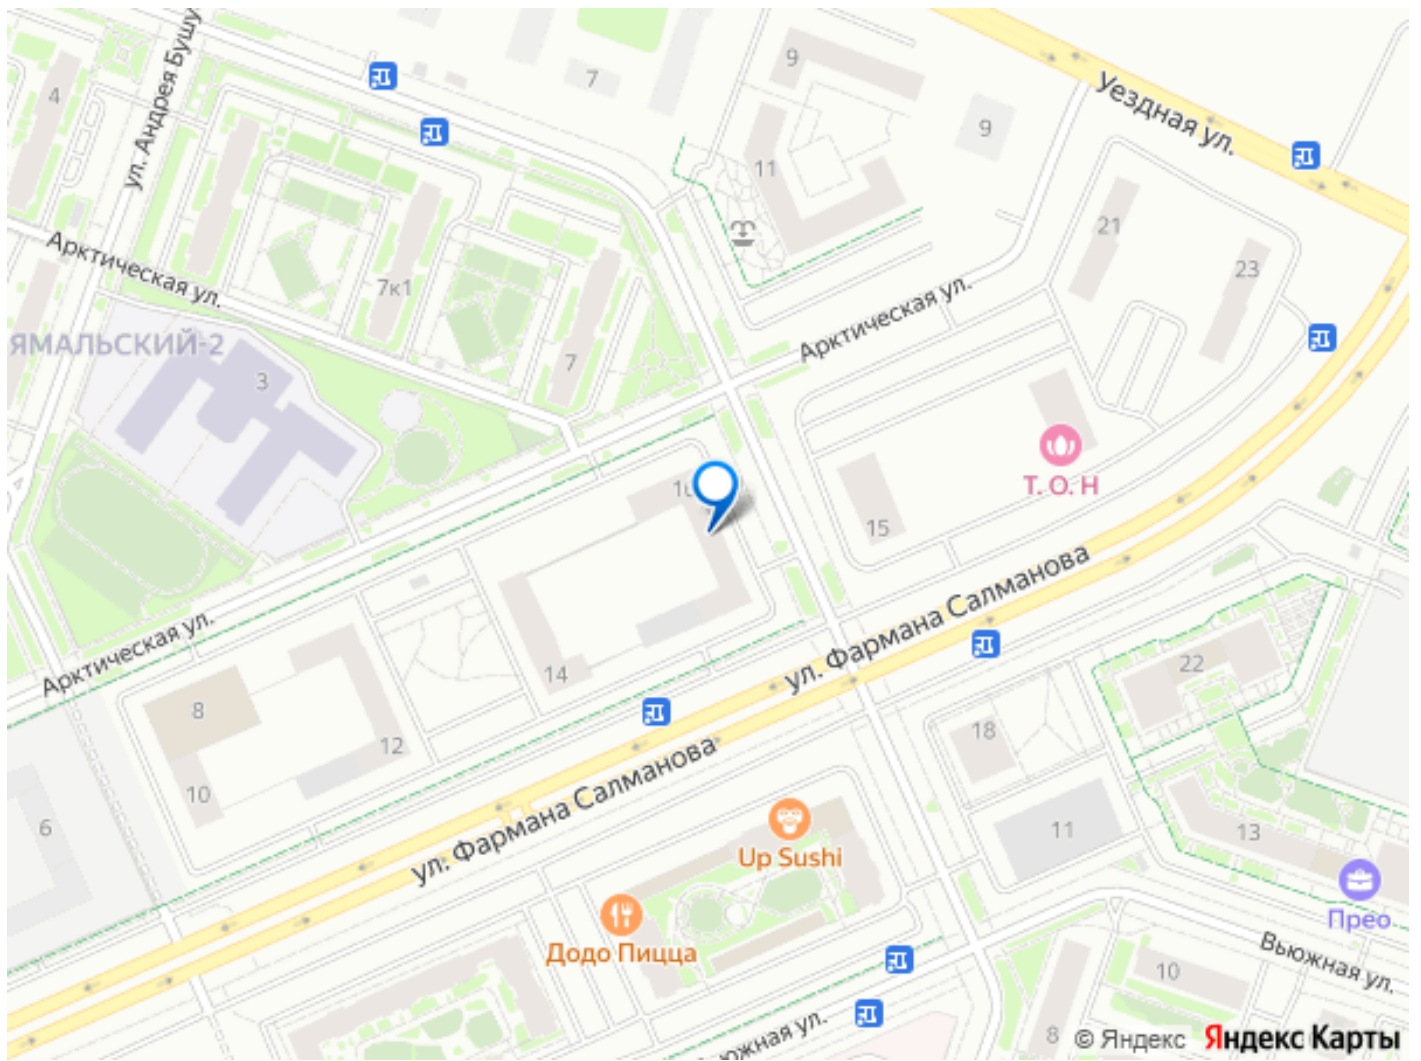 4
ул. Андрея Бушу
7
9
9
Уездная ул.
11
Арктическая ул.
7к1
21
23
Арктическая ул.
ЯМАЛЬСКИЙ-2
3
7
Т. О. Н
15
14
ул. Фармана Салманова
Арктическая ул.
8
12
10
22
18
ул. Фармана Салманова
6
11
13
Up Sushi
Прео
Додо Пицца
Вьюжная ул.
10
8
Вьюжная ул.
© Яндекс Яндекс Карты